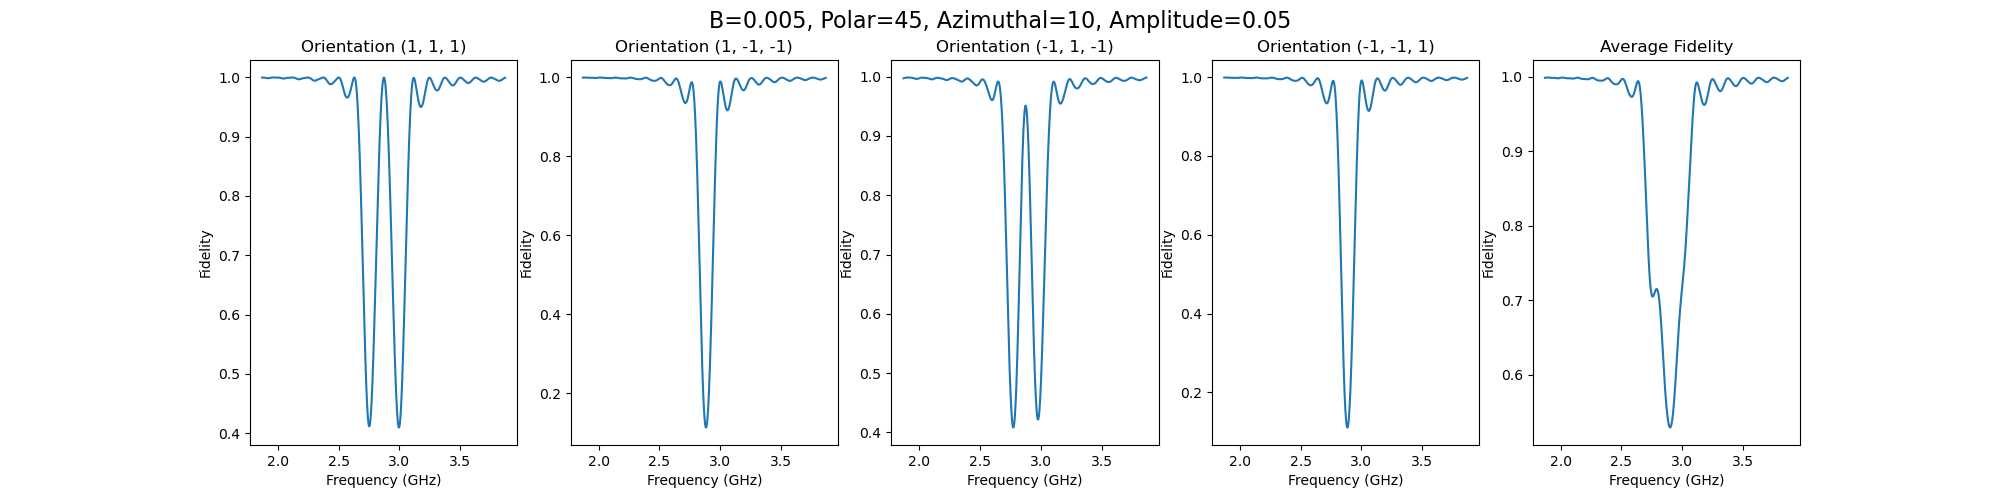 B=0.005, Polar=45, Azimuthal=10, Amplitude=0.05
Orientation (1, 1, 1)
Fidelity
1.0
0.9
0.8
0.7
0.6
0.5
0.4
2.0 2.5 3.0 3.5
Frequency (GHz)
Orientation (1, -1, -1)
Fidelity
1.0
0.8
0.6
0.4
0.2
2.0 2.5 3.0 3.5
Frequency (GHz)
Orientation (-1, 1, -1)
Fidelity
1.0
0.9
0.8
0.7
0.6
0.5
0.4
2.0 2.5 3.0 3.5
Frequency (GHz)
Orientation (-1, -1, 1)
Fidelity
1.0
0.8
0.6
0.4
0.2
2.0 2.5 3.0 3.5
Frequency (GHz)
Average Fidelity
Fidelity
1.0
0.9
0.8
0.7
0.6
2.0 2.5 3.0 3.5
Frequency (GHz)